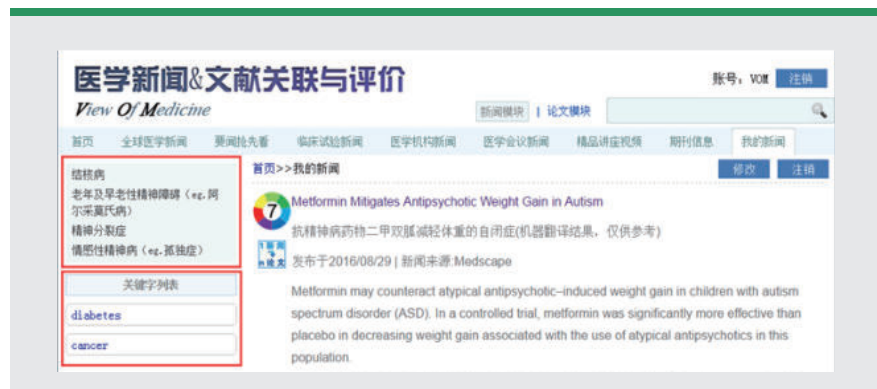 医学新闻&文献关联与评价
View Of Medicine
账号：VOM 注销
新闻模块 | 论文模块
首页 全球医学新闻 要闻抢先看 临床试验新闻 医学机构新闻 医学会议新闻 精品讲座视频 期刊信息 我的新闻
结核病
老年及早老性精神障碍（eg.阿
尔采莫氏病）
精神分裂症
情感性精神病（eg.孤独症）
关键字列表
diabetes
cancer
首页>>我的新闻
修改 注销
7
Metformin Mitigates Antipsychotic Weight Gain in Autism
抗精神病药物二甲双胍减轻体重的自闭症(机器翻译结果，仅供参考)
发布于2016/08/29 | 新闻来源:Medscape
Metformin may counteract atypical antipsychotic–induced weight gain in children with autism
spectrum disorder (ASD). In a controlled trial, metformin was significantly more effective than
placebo in decreasing weight gain associated with the use of atypical antipsychotics in this
population.